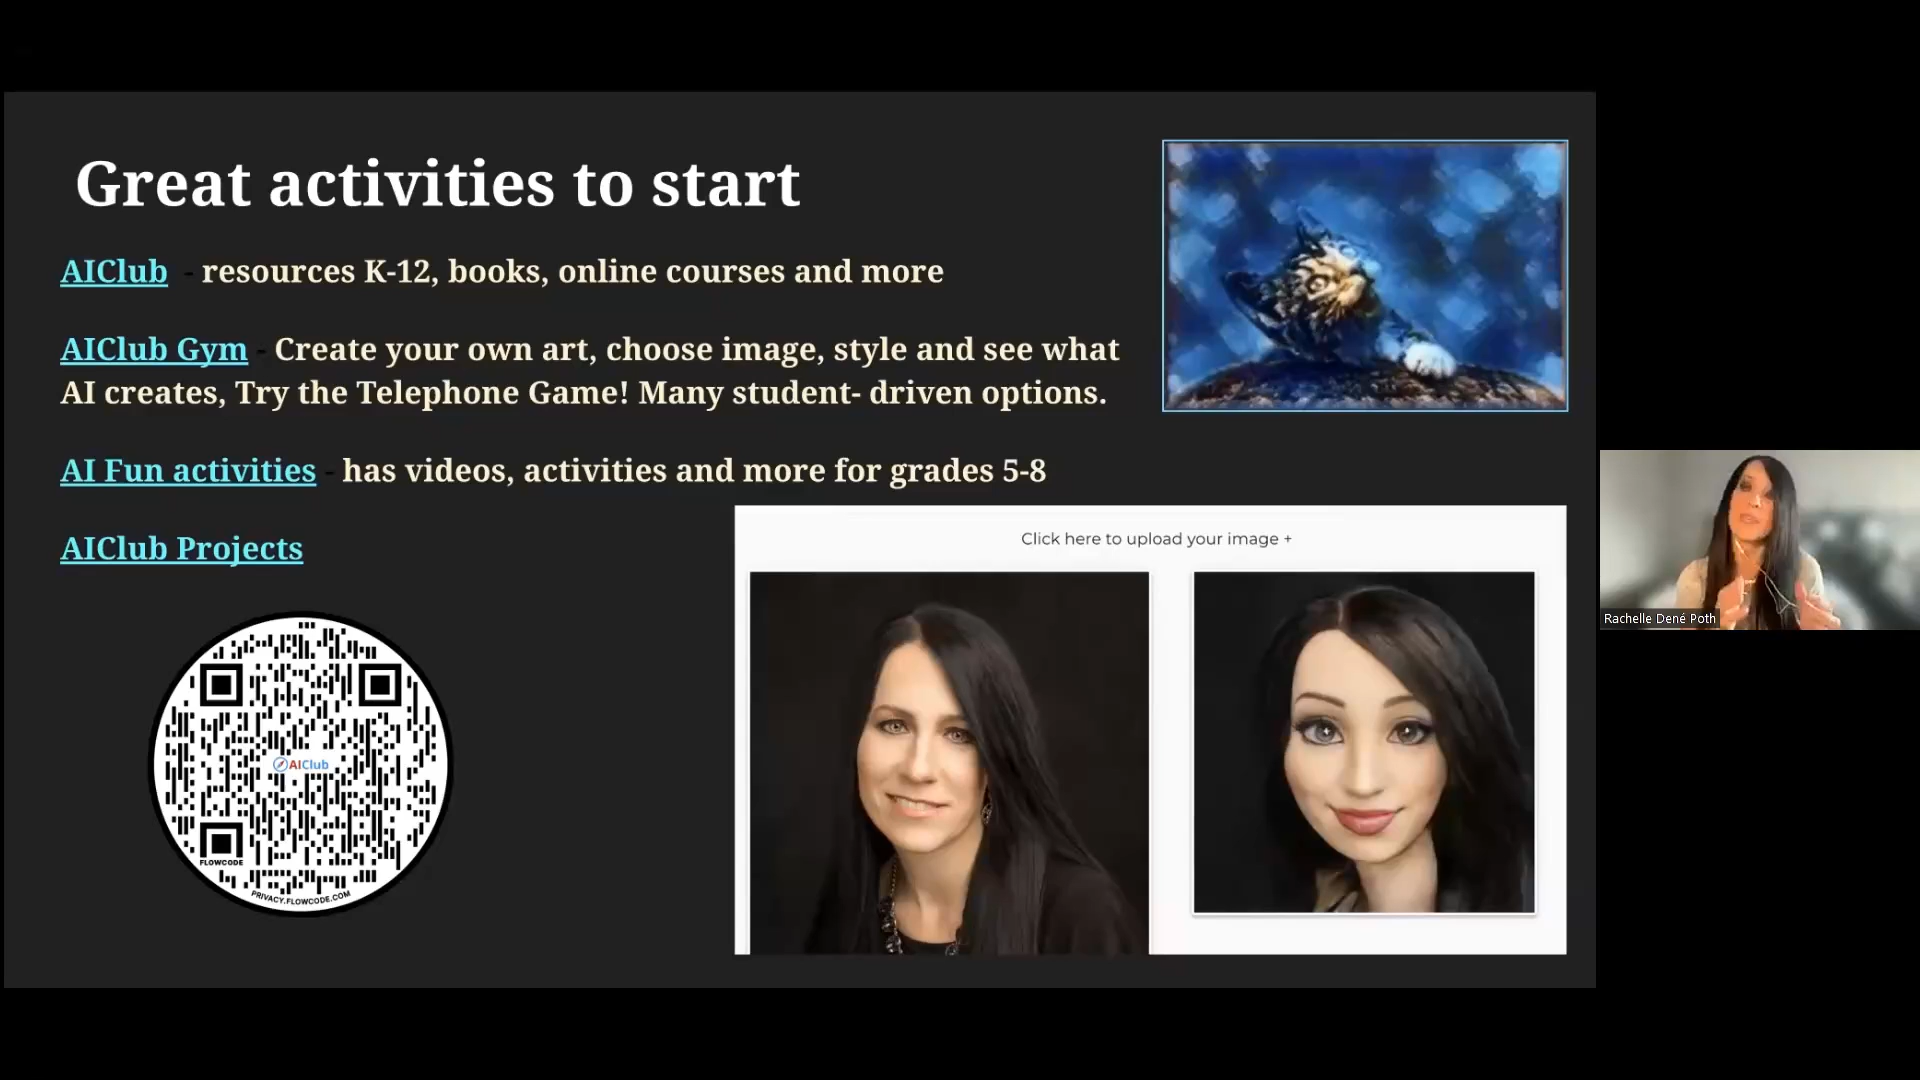 Great activities to start
AIClub - resources K-12, books, online courses and more
AIClub Gym - Create your own art, choose image, style and see what
AI creates, Try the Telephone Game! Many student- driven options.
AI Fun activities - has videos, activities and more for grades 5-8
AIClub Projects
Click here to upload your image +
AIClub
FLOWCODE
PRIVACY.FLOWCODE.COM
Rachelle Dené Poth